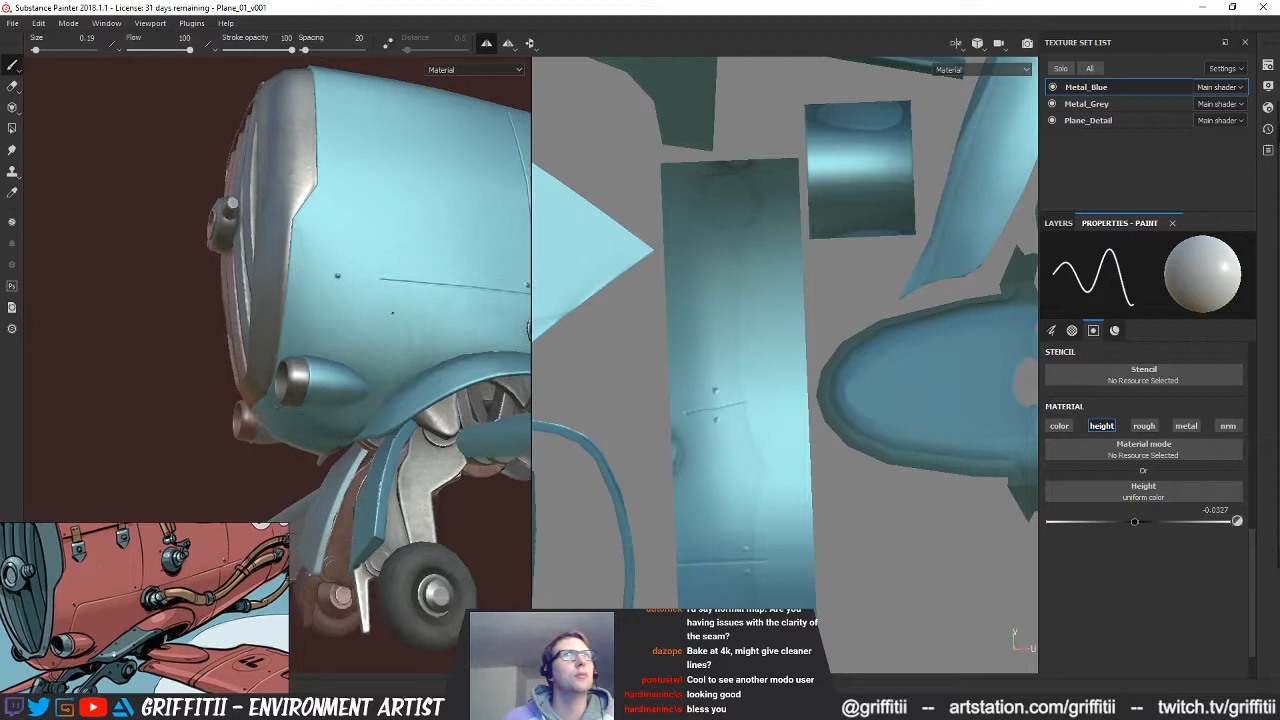 Substance Painter 2018.1.1 - License: 31 days remaining - Plane_01_v001
File Edit Mode Window Viewport Plugins Help
Size 0.19 Flow 100 Stroke opacity 100 Spacing 20 Distance 0.5
Material
Material
TEXTURE SET LIST
Solo All Settings
Metal_Blue Main shader
Metal_Grey Main shader
Plane_Detail Main shader
LAYERS PROPERTIES - PAINT
STENCIL
Stencil
No Resource Selected
MATERIAL
color height rough metal nrm
Material mode
No Resource Selected
Or
Height
uniform color
-0.0327
Ps
I'd say normal map. Are you
having issues with the clarity of
the seam?
dazopc Bake at 4k, might give cleaner
lines?
pontustwl Cool to see another modo user
looking good
bless you
GRIFFITII - ENVIRONMENT ARTIST
@griffitii -- artstation.com/griffitii -- twitch.tv/griffitii